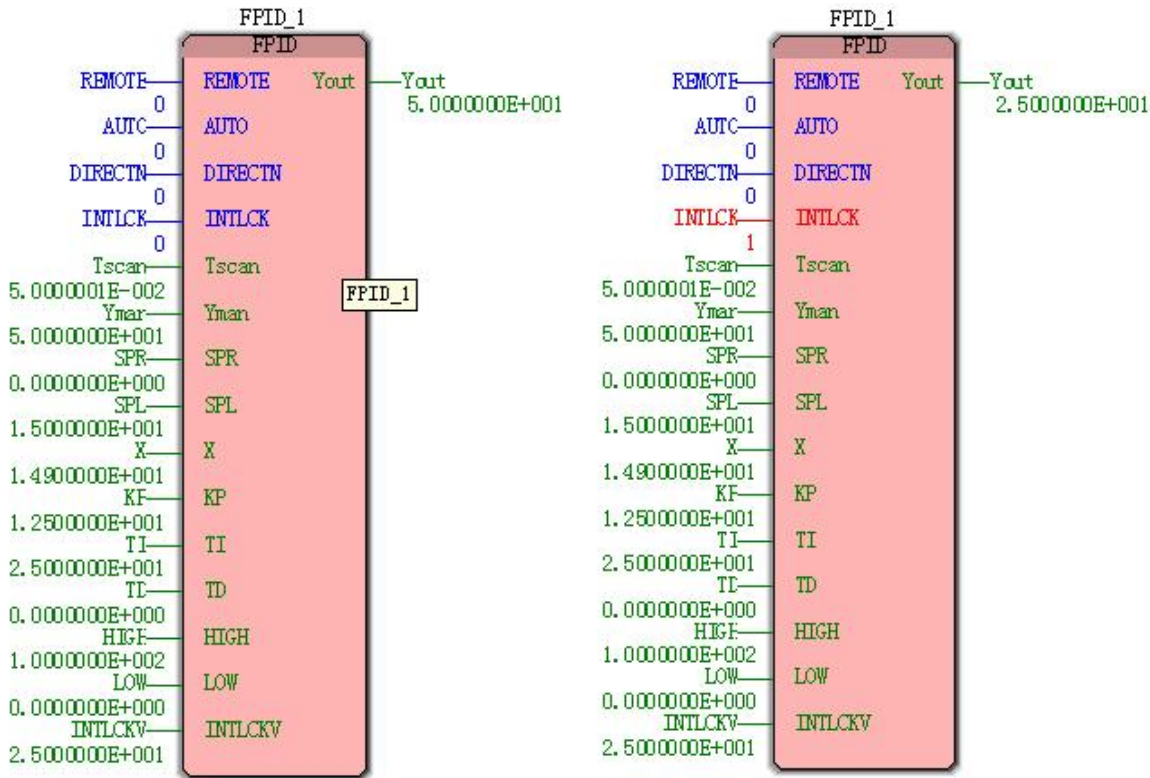 FPID_1
FPID
REMOTE REMOTE Yout Yout
0 5.0000000E+001
AUTO AUTO
0
DIRECTN DIRECTN
0
INTLCK INTLCK
0
Tscan Tscan
5.0000001E-002
FPID_1
Yman Yman
5.0000000E+001
SPR SPR
0.0000000E+000
SPL SPL
1.5000000E+001
X X
1.4900000E+001
KP KP
1.2500000E+001
TI TI
2.5000000E+001
TD TD
0.0000000E+000
HIGH HIGH
1.0000000E+002
LOW LOW
0.0000000E+000
INTLCKV INTLCKV
2.5000000E+001
FPID_1
FPID
REMOTE REMOTE Yout Yout
0 2.5000000E+001
AUTO AUTO
0
DIRECTN DIRECTN
0
INTLCK INTLCK
1
Tscan Tscan
5.0000001E-002
Yman Yman
5.0000000E+001
SPR SPR
0.0000000E+000
SPL SPL
1.5000000E+001
X X
1.4900000E+001
KP KP
1.2500000E+001
TI TI
2.5000000E+001
TD TD
0.0000000E+000
HIGH HIGH
1.0000000E+002
LOW LOW
0.0000000E+000
INTLCKV INTLCKV
2.5000000E+001